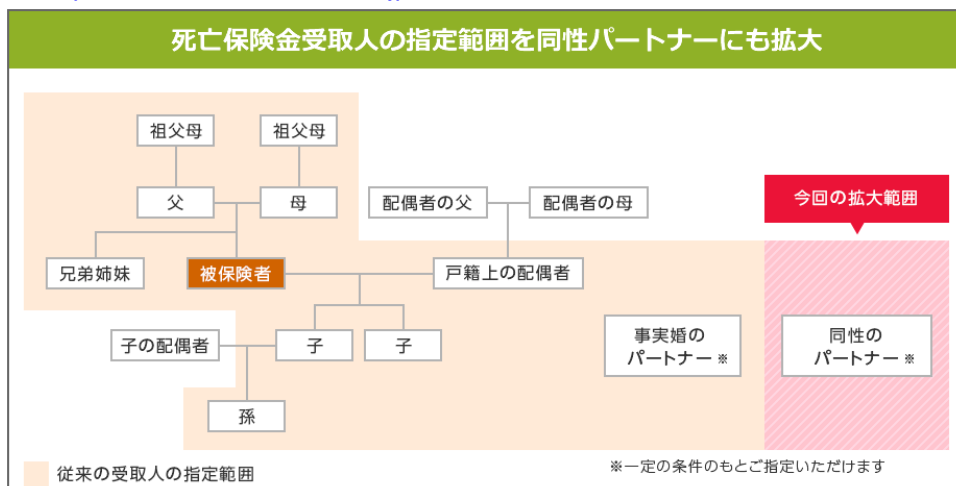 死亡保険金受取人の指定範囲を同性パートナーにも拡大
祖父母
祖父母
父
母
配偶者の父
配偶者の母
今回の拡大範囲
兄弟姉妹
被保険者
戸籍上の配偶者
子の配偶者
子
子
事実婚の
パートナー※
同性の
パートナー※
孫
従来の受取人の指定範囲
※一定の条件のもとご指定いただけます